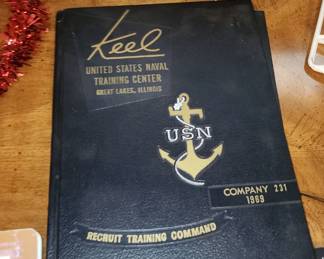 Keel
UNITED STATES NAVAL
TRAINING CENTER
GREAT LAKES, ILLINOIS
USN
COMPANY 231
1969
RECRUIT TRAINING COMMAND